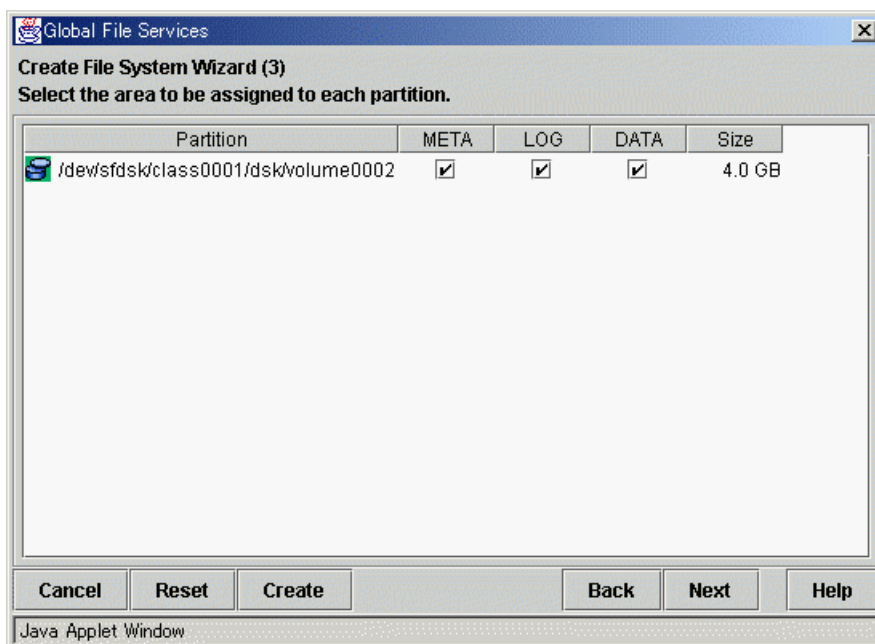 Global File Services
Create File System Wizard (3)
Select the area to be assigned to each partition.
Partition META LOG DATA Size
/dev/sfdsk/class0001/dsk/volume0002 4.0 GB
Cancel Reset Create Back Next Help
Java Applet Window